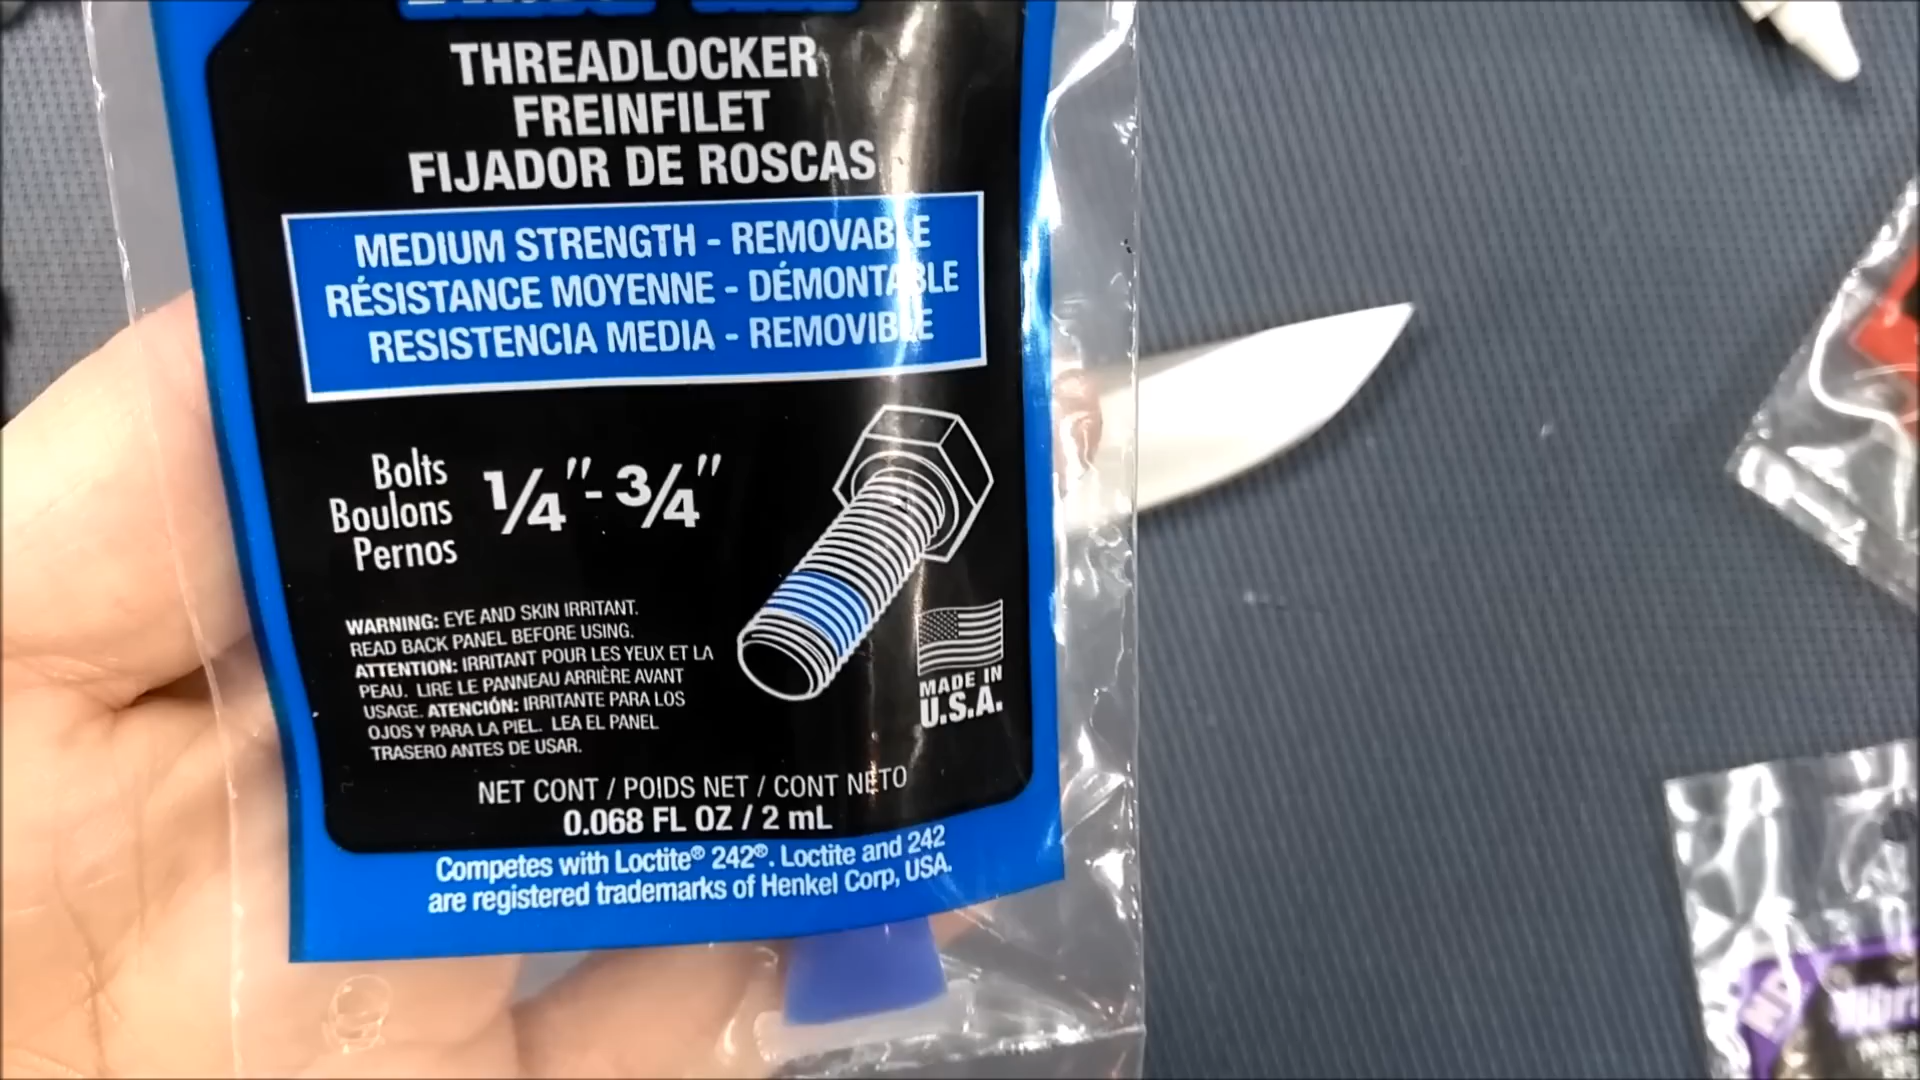 THREADLOCKER
FREINFILET
FIJADOR DE ROSCAS
MEDIUM STRENGTH - REMOVABLE
RÉSISTANCE MOYENNE - DÉMONTABLE
RESISTENCIA MEDIA - REMOVIBLE
Bolts
Boulons
Pernos
1/4"- 3/4"
WARNING: EYE AND SKIN IRRITANT.
READ BACK PANEL BEFORE USING.
ATTENTION: IRRITANT POUR LES YEUX ET LA
PEAU. LIRE LE PANNEAU ARRIÈRE AVANT
USAGE. ATENCIÓN: IRRITANTE PARA LOS
OJOS Y PARA LA PIEL. LEA EL PANEL
TRASERO ANTES DE USAR.
MADE IN
U.S.A.
NET CONT / POIDS NET / CONT NETO
0.068 FL OZ / 2 mL
Competes with Loctite® 242®. Loctite and 242
are registered trademarks of Henkel Corp, USA.